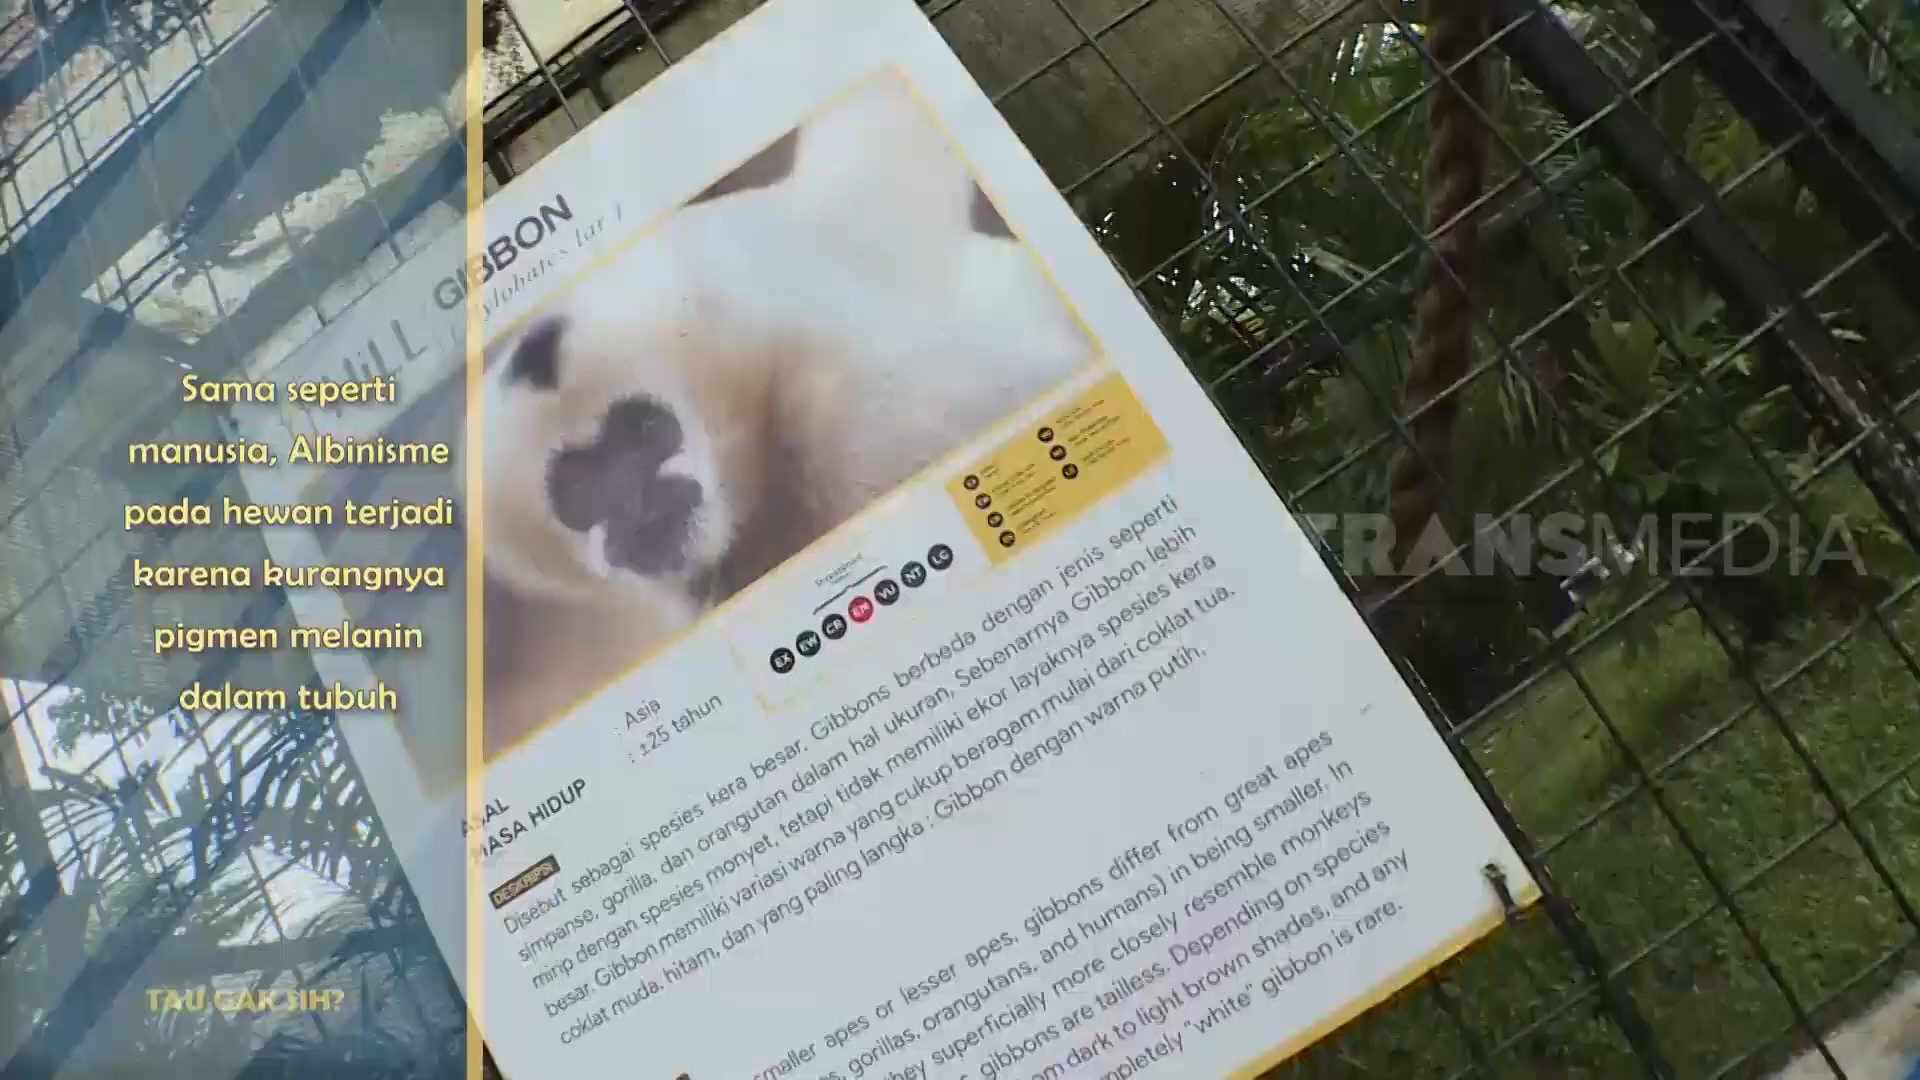 Sama seperti
manusia, Albinisme
pada hewan terjadi
karena kurangnya
pigmen melanin
dalam tubuh
TAU GAK SIH?
GIBBON
TRANSMEDIA
EX EW CR EN VU NT LC
ASAL : Asia
MASA HIDUP : ±25 tahun
DESKRIPSI
Disebut sebagai spesies kera besar. Gibbons berbeda dengan jenis seperti
simpanse, gorilla, dan orangutan dalam hal ukuran. Sebenarnya Gibbon lebih
mirip dengan spesies monyet, tetapi tidak memiliki ekor layaknya spesies kera
besar. Gibbon memiliki variasi warna yang cukup beragam mulai dari coklat tua,
coklat muda, hitam, dan yang paling langka : Gibbon dengan warna putih.
smaller apes or lesser apes, gibbons differ from great apes
gorillas, orangutans, and humans) in being smaller. In
they superficially more closely resemble monkeys
gibbons are tailless. Depending on species
dark to light brown shades, and any
"white" gibbon is rare.